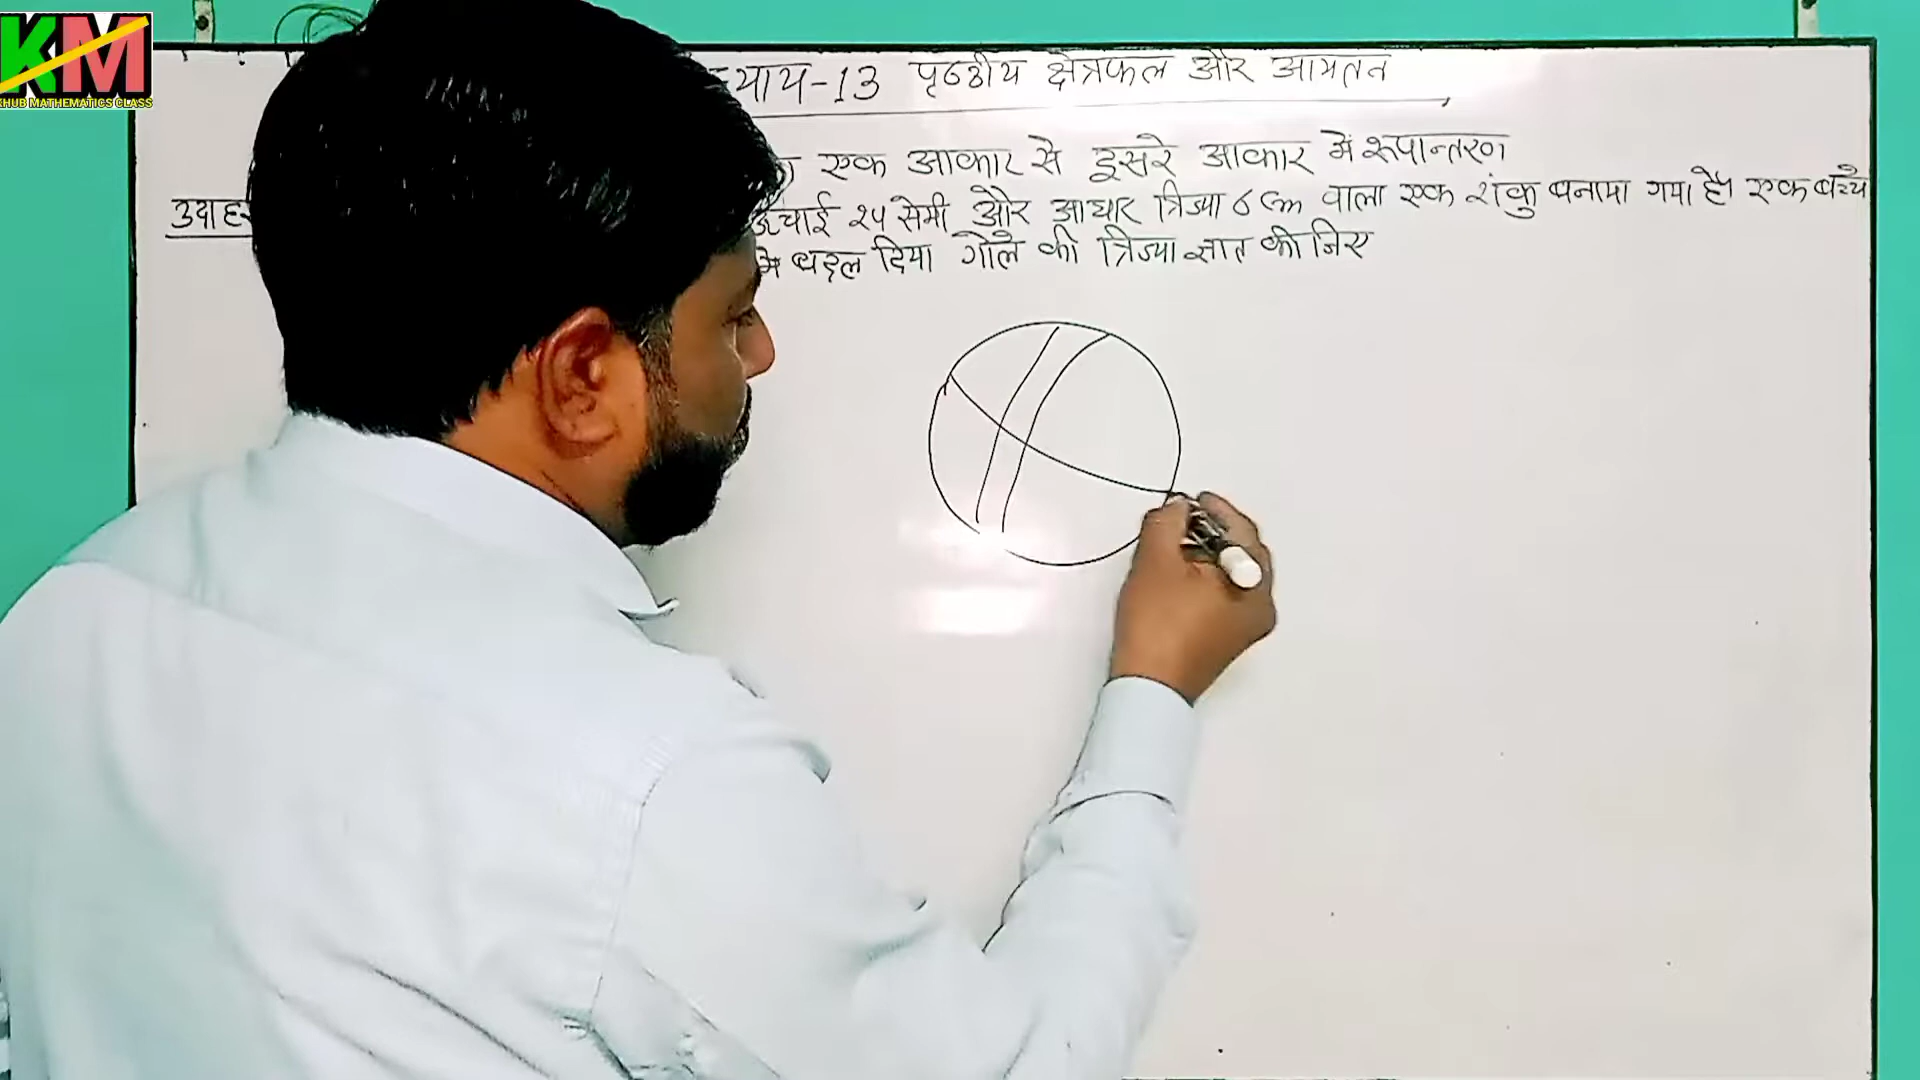 KM
KHUB MATHEMATICS CLASS
याय-13 पृष्ठीय क्षेत्रफल और आयतन
एक आकार से दूसरे आकार में रूपान्तरण
उदाह ऊंचाई २५ सेमी और आधार त्रिज्या 6 cm वाला एक शंकु बनाया गया है। एक बच्चे
में बदल दिया गोले की त्रिज्या ज्ञात कीजिए